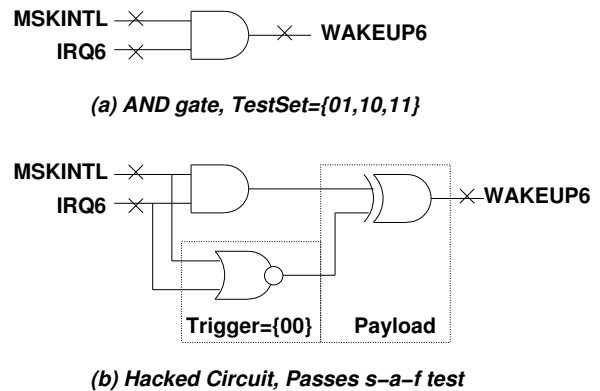 MSKINTL
IRQ6
WAKEUP6
(a) AND gate, TestSet={01,10,11}
MSKINTL
IRQ6
WAKEUP6
Trigger={00}
Payload
(b) Hacked Circuit, Passes s−a−f test